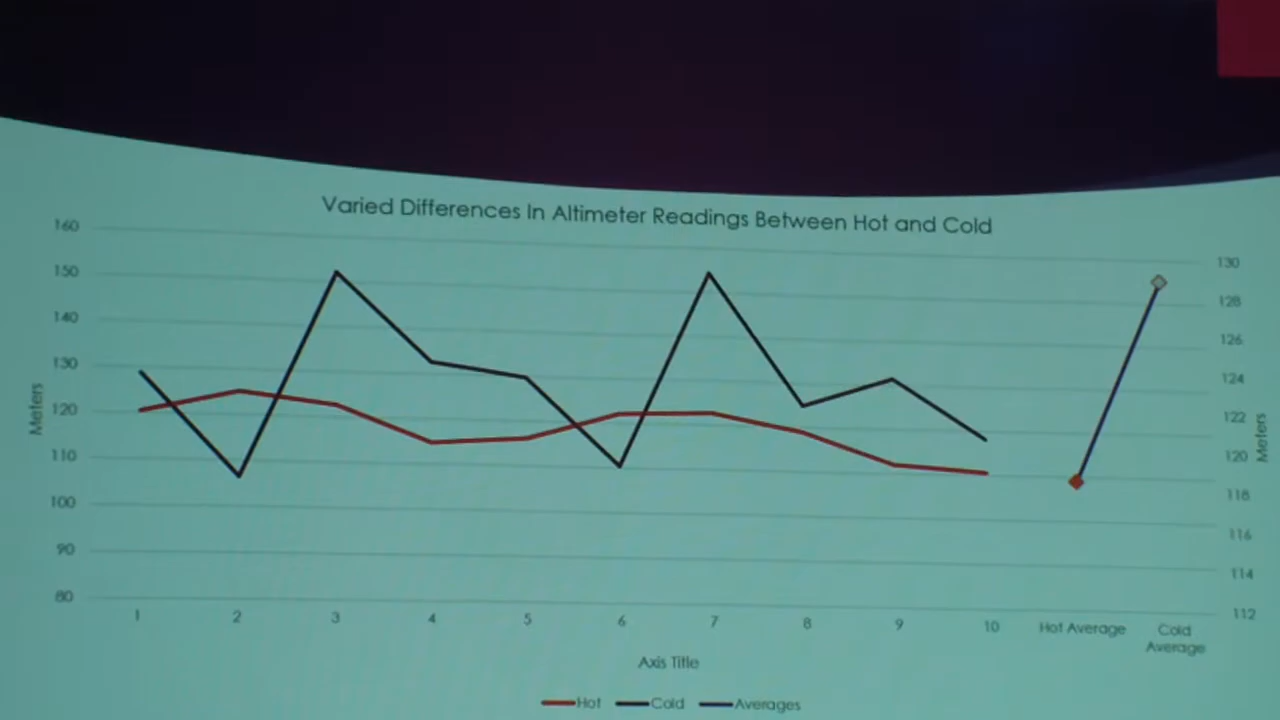 Varied Differences In Altimeter Readings Between Hot and Cold
160
150
140
130
120
110
100
90
80
Meters
130
128
126
124
122
120
118
116
114
112
Meters
1 2 3 4 5 6 7 8 9 10 Hot Average Cold
Average
Axis Title
Hot Cold Averages